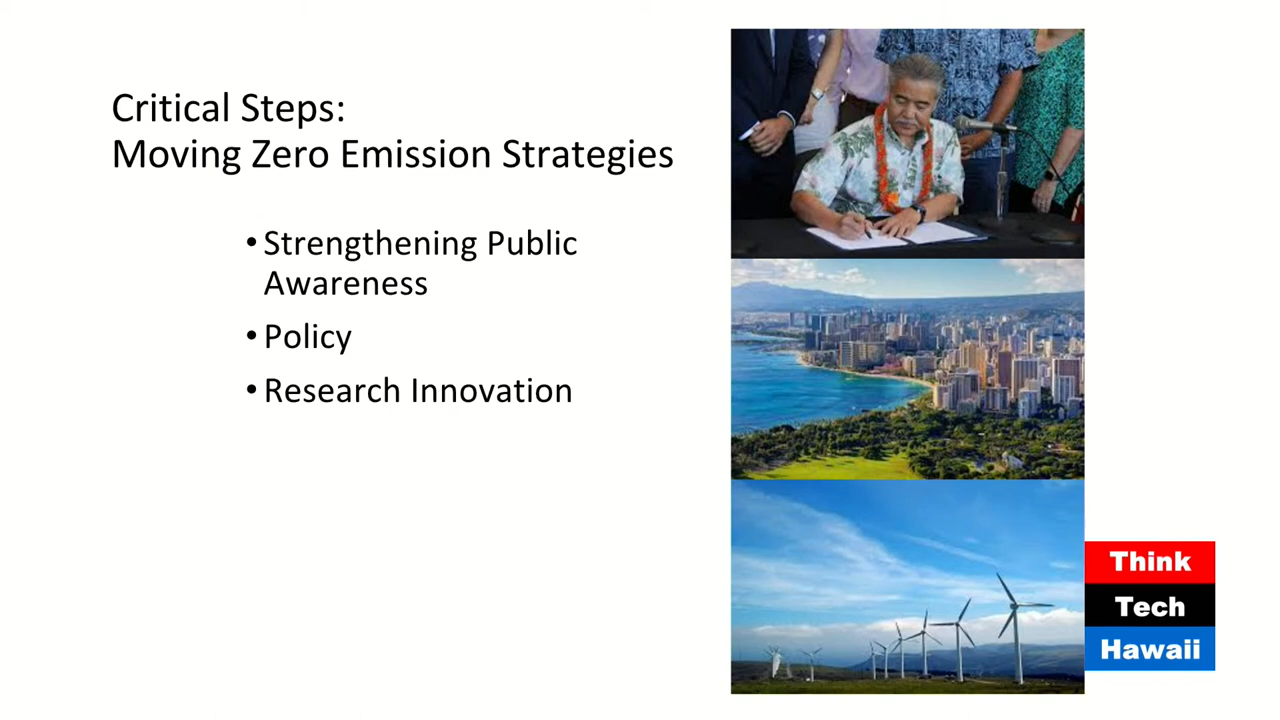 Critical Steps:
Moving Zero Emission Strategies
• Strengthening Public
Awareness
• Policy
• Research Innovation
Think
Tech
Hawaii